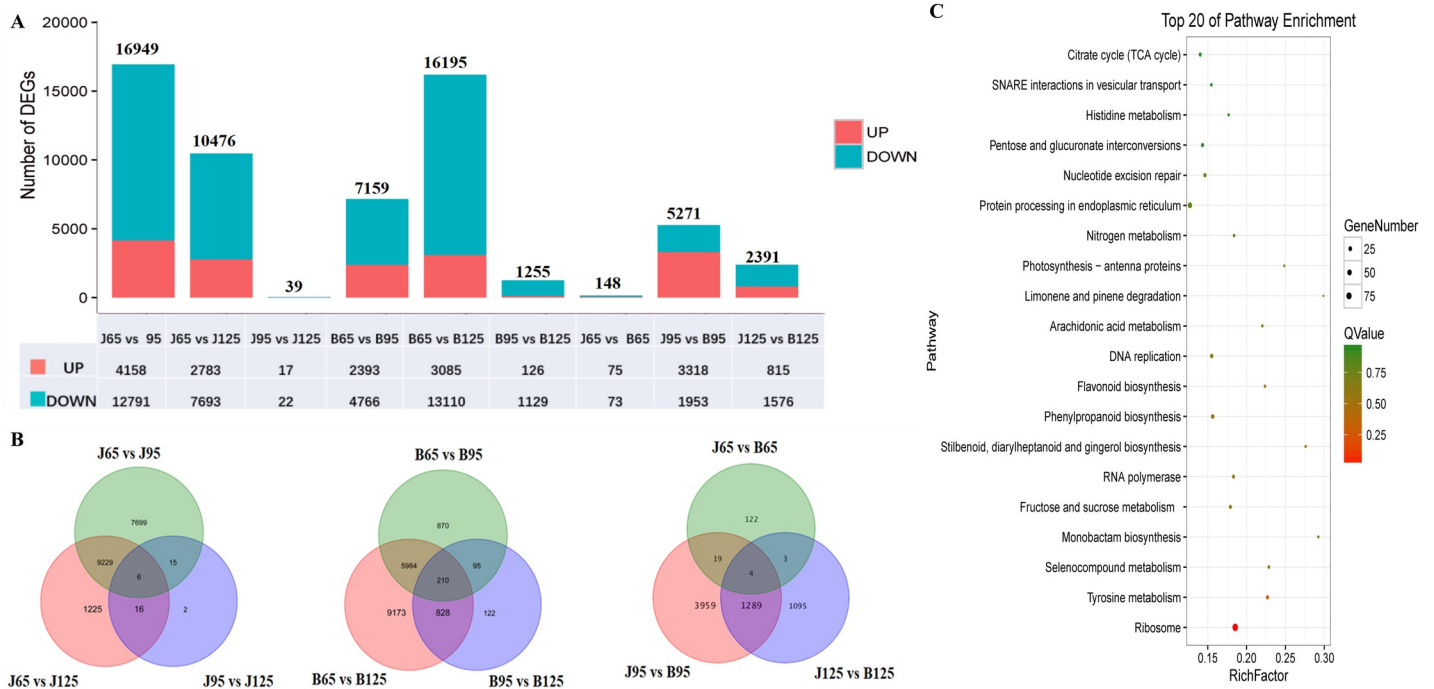 A
20000
15000
10000
5000
0
Number of DEGs
16949
10476
39
7159
16195
1255
148
5271
2391
UP
DOWN
J65 vs 95 J65 vs J125 J95 vs J125 B65 vs B95 B65 vs B125 B95 vs B125 J65 vs B65 J95 vs B95 J125 vs B125
UP 4158 2783 17 2393 3085 126 75 3318 815
DOWN 12791 7693 22 4766 13110 1129 73 1953 1576
B
J65 vs J95
7699
9229
15
6
1225
16
2
J65 vs J125
J95 vs J125
B65 vs B95
870
5984
95
210
9173
828
122
B65 vs B125
B95 vs B125
J65 vs B65
122
19
3
4
3959
1289
1095
J95 vs B95
J125 vs B125
C
Top 20 of Pathway Enrichment
Pathway
Citrate cycle (TCA cycle)
SNARE interactions in vesicular transport
Histidine metabolism
Pentose and glucuronate interconversions
Nucleotide excision repair
Protein processing in endoplasmic reticulum
Nitrogen metabolism
Photosynthesis − antenna proteins
Limonene and pinene degradation
Arachidonic acid metabolism
DNA replication
Flavonoid biosynthesis
Phenylpropanoid biosynthesis
Stilbenoid, diarylheptanoid and gingerol biosynthesis
RNA polymerase
Fructose and sucrose metabolism
Monobactam biosynthesis
Selenocompound metabolism
Tyrosine metabolism
Ribosome
0.15 0.20 0.25 0.30
RichFactor
GeneNumber
25
50
75
QValue
0.75
0.50
0.25